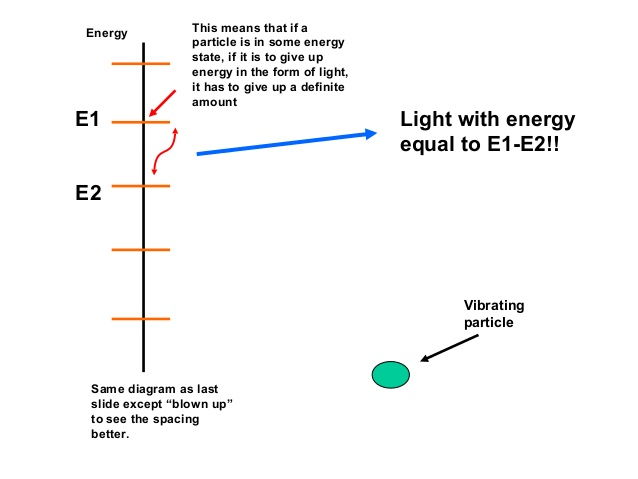 Energy
This means that if a
particle is in some energy
state, if it is to give up
energy in the form of light,
it has to give up a definite
amount
E1
Light with energy
equal to E1-E2!!
E2
Vibrating
particle
Same diagram as last
slide except “blown up”
to see the spacing
better.